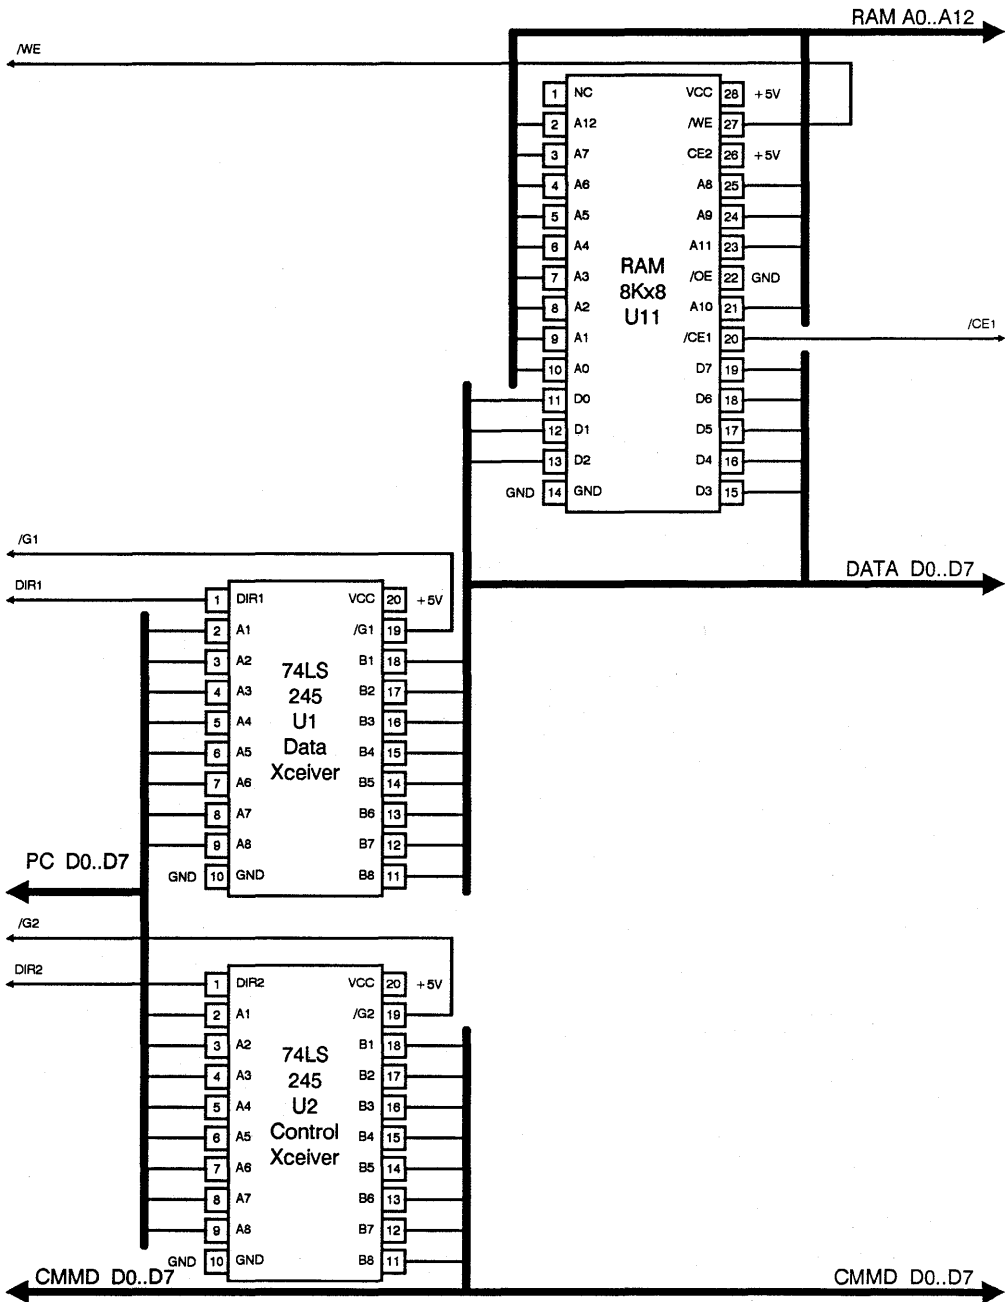 RAM A0..A12
/WE
1 NC VCC 28 +5V
2 A12 /WE 27
3 A7 CE2 26 +5V
4 A6 A8 25
5 A5 A9 24
6 A4 A11 23
7 A3 /OE 22 GND
8 A2 A10 21
9 A1 /CE1 20
10 A0 D7 19
11 D0 D6 18
12 D1 D5 17
13 D2 D4 16
GND 14 GND D3 15
RAM
8Kx8
U11
/CE1
/G1
DIR1
DATA D0..D7
1 DIR1 VCC 20 +5V
2 A1 /G1 19
3 A2 B1 18
4 A3 B2 17
5 A4 B3 16
6 A5 B4 15
7 A6 B5 14
8 A7 B6 13
9 A8 B7 12
GND 10 GND B8 11
74LS
245
U1
Data
Xceiver
PC D0..D7
/G2
DIR2
1 DIR2 VCC 20 +5V
2 A1 /G2 19
3 A2 B1 18
4 A3 B2 17
5 A4 B3 16
6 A5 B4 15
7 A6 B5 14
8 A7 B6 13
9 A8 B7 12
GND 10 GND B8 11
74LS
245
U2
Control
Xceiver
CMMD D0..D7
CMMD D0..D7